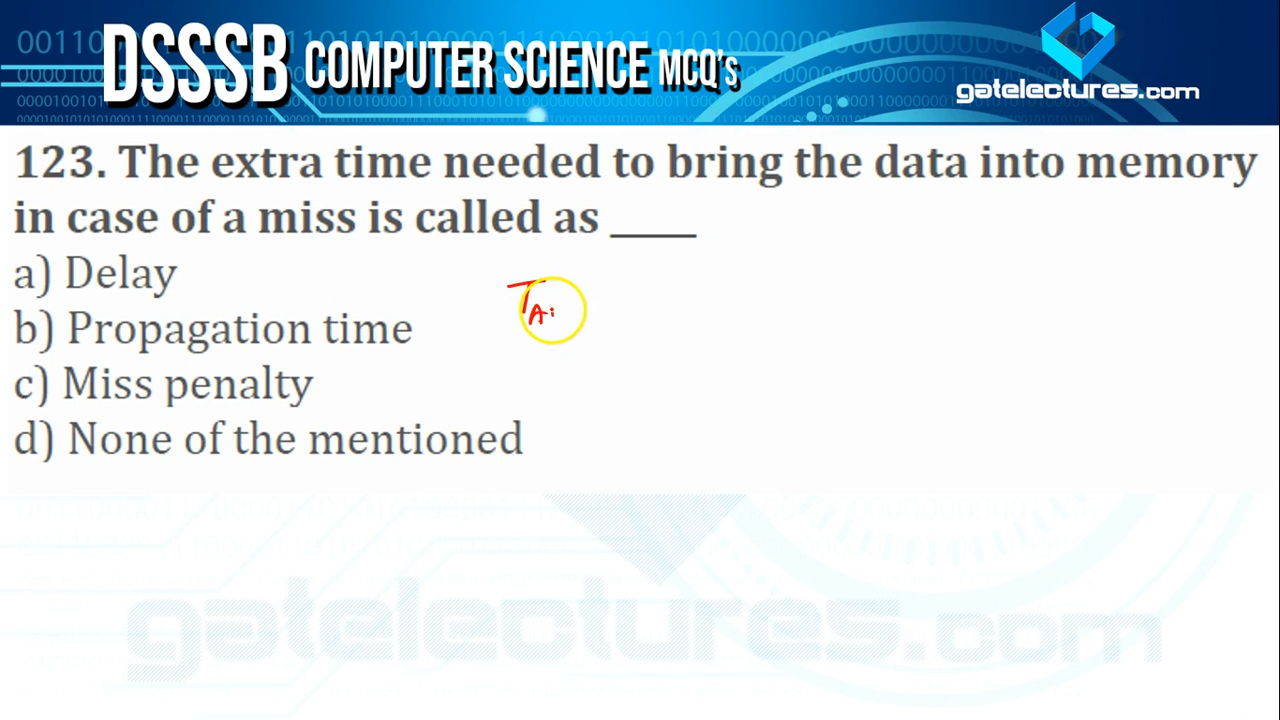 DSSSB COMPUTER SCIENCE MCQ's
gatelectures.com
123. The extra time needed to bring the data into memory
in case of a miss is called as ____
a) Delay
b) Propagation time
c) Miss penalty
d) None of the mentioned
gatelectures.com